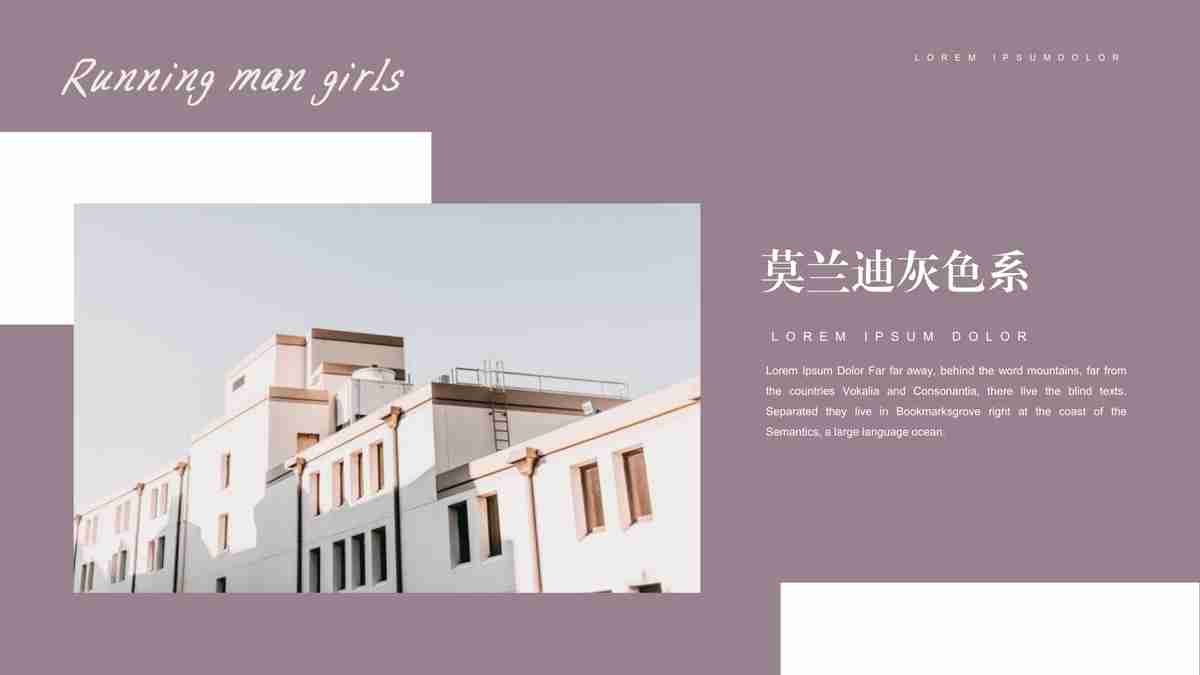 Running man girls
LOREM IPSUMDOLOR
莫兰迪灰色系
LOREM IPSUM DOLOR
Lorem Ipsum Dolor Far far away, behind the word mountains, far from
the countries Vokalia and Consonantia, there live the blind texts.
Separated they live in Bookmarksgrove right at the coast of the
Semantics, a large language ocean.